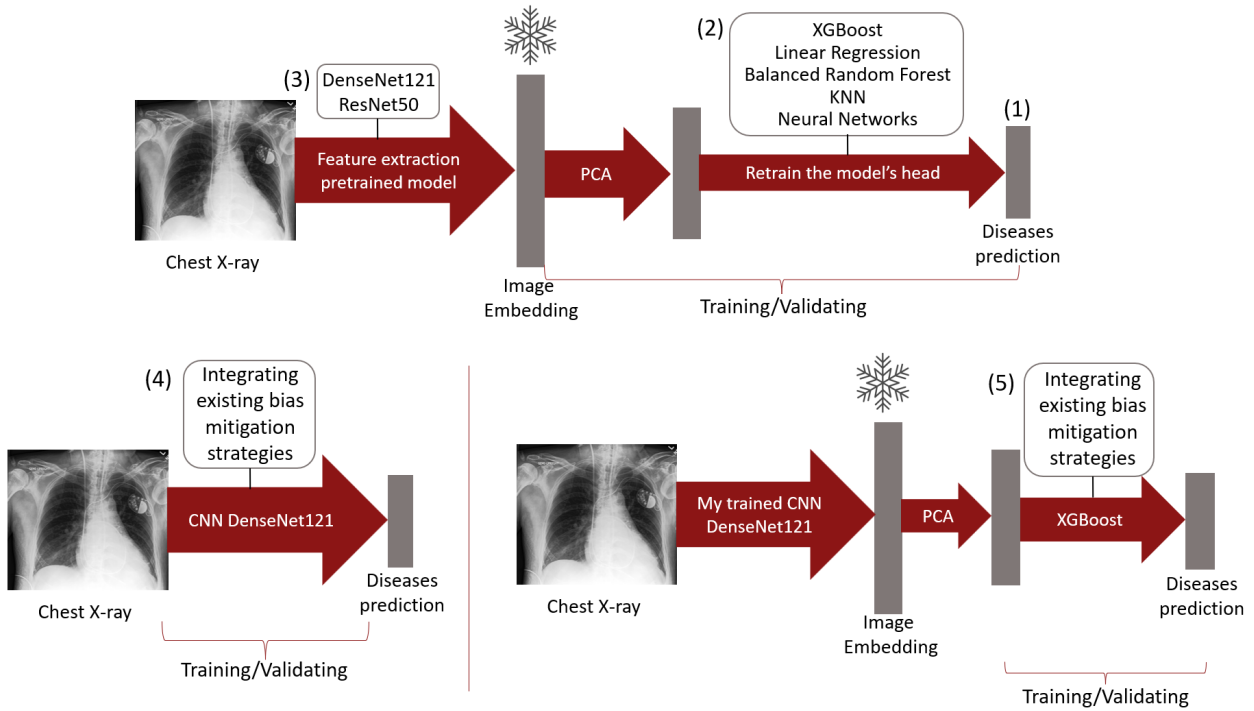 (3)
DenseNet121
ResNet50
Feature extraction
pretrained model
Chest X-ray
Image
Embedding
PCA
(2)
XGBoost
Linear Regression
Balanced Random Forest
KNN
Neural Networks
Retrain the model's head
(1)
Diseases
prediction
Training/Validating
(4)
Integrating
existing bias
mitigation
strategies
CNN DenseNet121
Chest X-ray
Diseases
prediction
Training/Validating
My trained CNN
DenseNet121
Chest X-ray
Image
Embedding
PCA
(5)
Integrating
existing bias
mitigation
strategies
XGBoost
Diseases
prediction
Training/Validating